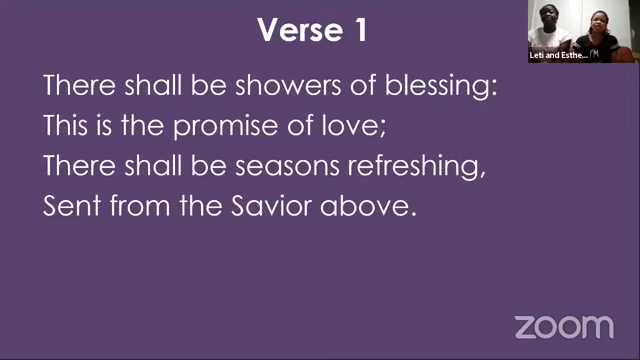 Verse 1
There shall be showers of blessing:
This is the promise of love;
There shall be seasons refreshing,
Sent from the Savior above.
Leti and Esthe...
zoom